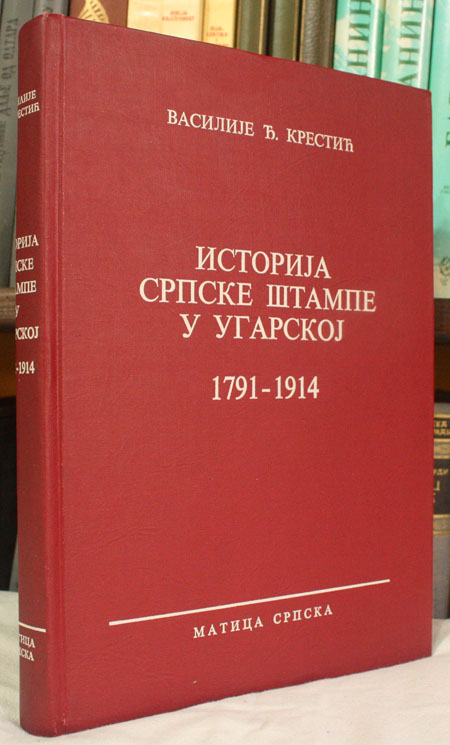 ВАСИЛИЈЕ Ђ. КРЕСТИЋ
ИСТОРИЈА
СРПСКЕ ШТАМПЕ
У УГАРСКОЈ
1791-1914
МАТИЦА СРПСКА